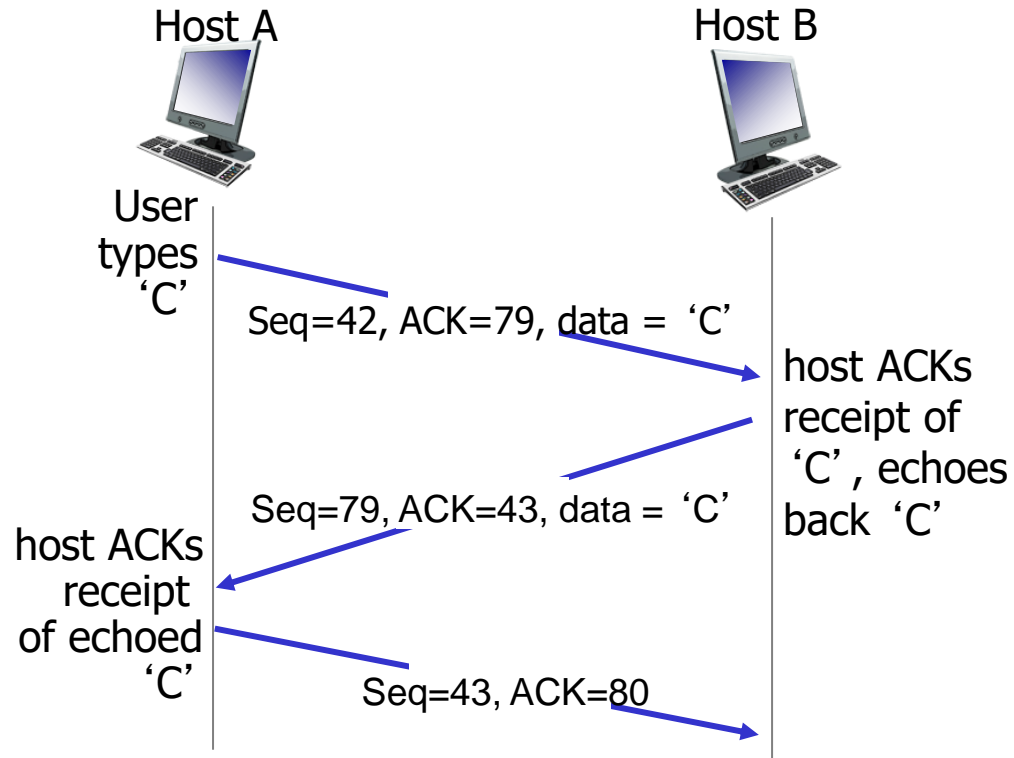 Host A
Host B
User
types
‘C’
Seq=42, ACK=79, data = ‘C’
host ACKs
receipt of
‘C’, echoes
back ‘C’
Seq=79, ACK=43, data = ‘C’
host ACKs
receipt
of echoed
‘C’
Seq=43, ACK=80